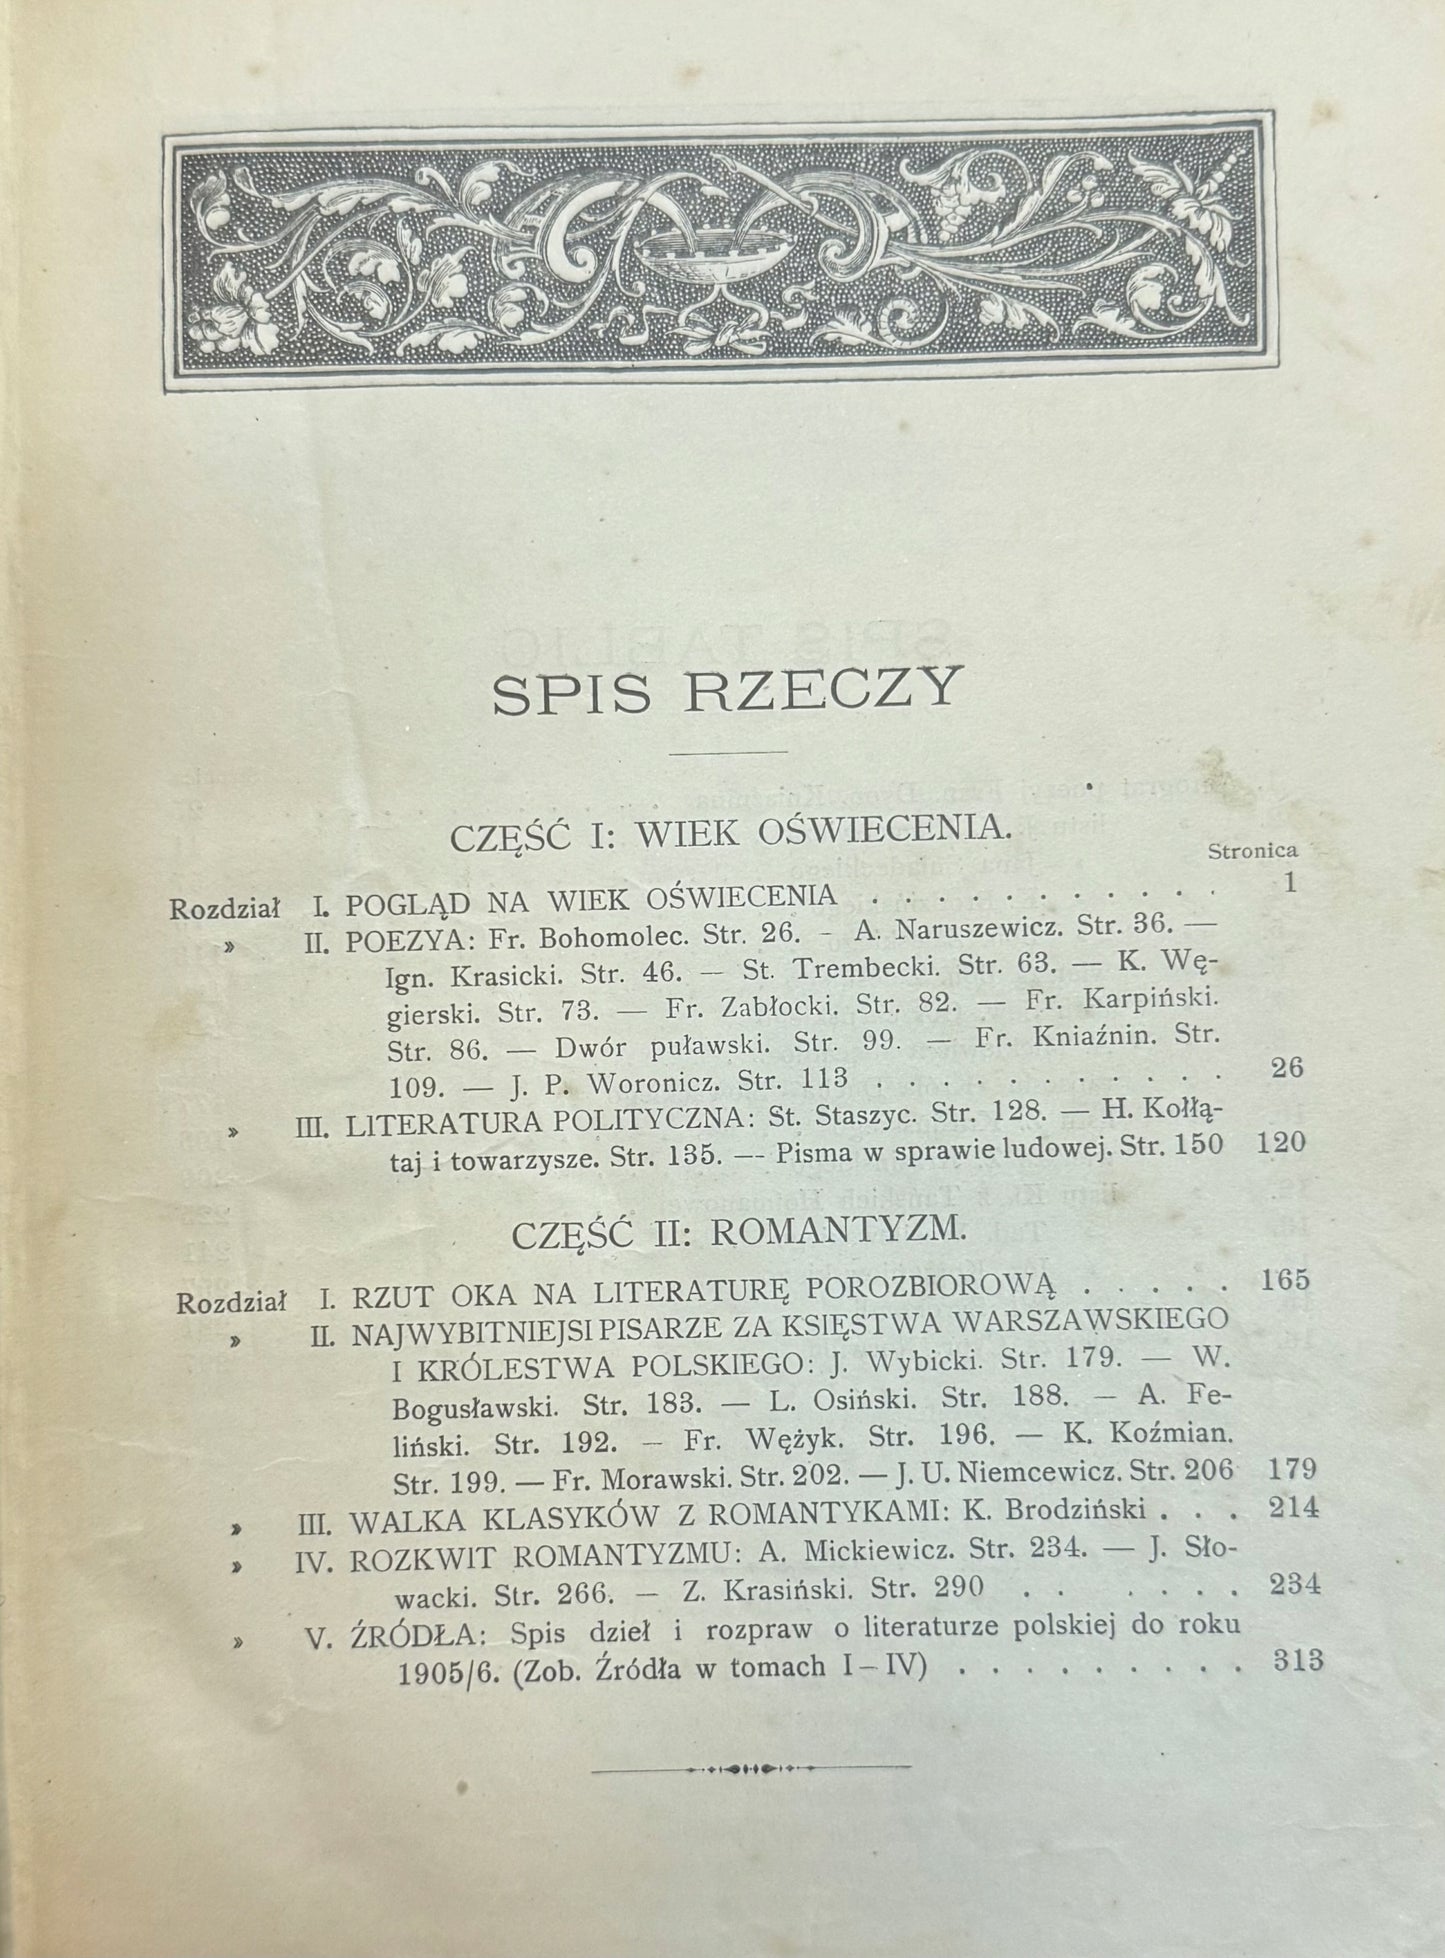 SPIS RZECZY
CZĘŚĆ I: WIEK OŚWIECENIA.
Stronica
Rozdział I. POGLĄD NA WIEK OŚWIECENIA . . . . . . . . . . . 1
» II. POEZYA: Fr. Bohomolec. Str. 26. - A. Naruszewicz. Str. 36. —
Ign. Krasicki. Str. 46. — St. Trembecki. Str. 63. — K. Wę-
gierski. Str. 73. — Fr. Zabłocki. Str. 82. — Fr. Karpiński.
Str. 86. — Dwór puławski. Str. 99. — Fr. Kniaźnin. Str.
109. — J. P. Woronicz. Str. 113 . . . . . . . . . . . 26
» III. LITERATURA POLITYCZNA: St. Staszyc. Str. 128. — H. Kołłą-
taj i towarzysze. Str. 135. — Pisma w sprawie ludowej. Str. 150 120
CZĘŚĆ II: ROMANTYZM.
Rozdział I. RZUT OKA NA LITERATURĘ POROZBIOROWĄ . . . . . 165
» II. NAJWYBITNIEJSI PISARZE ZA KSIĘSTWA WARSZAWSKIEGO
I KRÓLESTWA POLSKIEGO: J. Wybicki. Str. 179. — W.
Bogusławski. Str. 183. — L. Osiński. Str. 188. — A. Fe-
liński. Str. 192. — Fr. Wężyk. Str. 196. — K. Koźmian.
Str. 199. — Fr. Morawski. Str. 202. — J. U. Niemcewicz. Str. 206 179
» III. WALKA KLASYKÓW Z ROMANTYKAMI: K. Brodziński . . . 214
» IV. ROZKWIT ROMANTYZMU: A. Mickiewicz. Str. 234. — J. Sło-
wacki. Str. 266. — Z. Krasiński. Str. 290 . . . . . . 234
» V. ŹRÓDŁA: Spis dzieł i rozpraw o literaturze polskiej do roku
1905/6. (Zob. Źródła w tomach I–IV) . . . . . . . . . 313